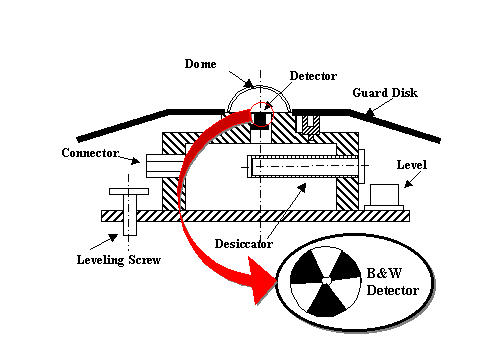 Dome
Detector
Guard Disk
Connector
Level
Desiccator
Leveling Screw
B&W
Detector